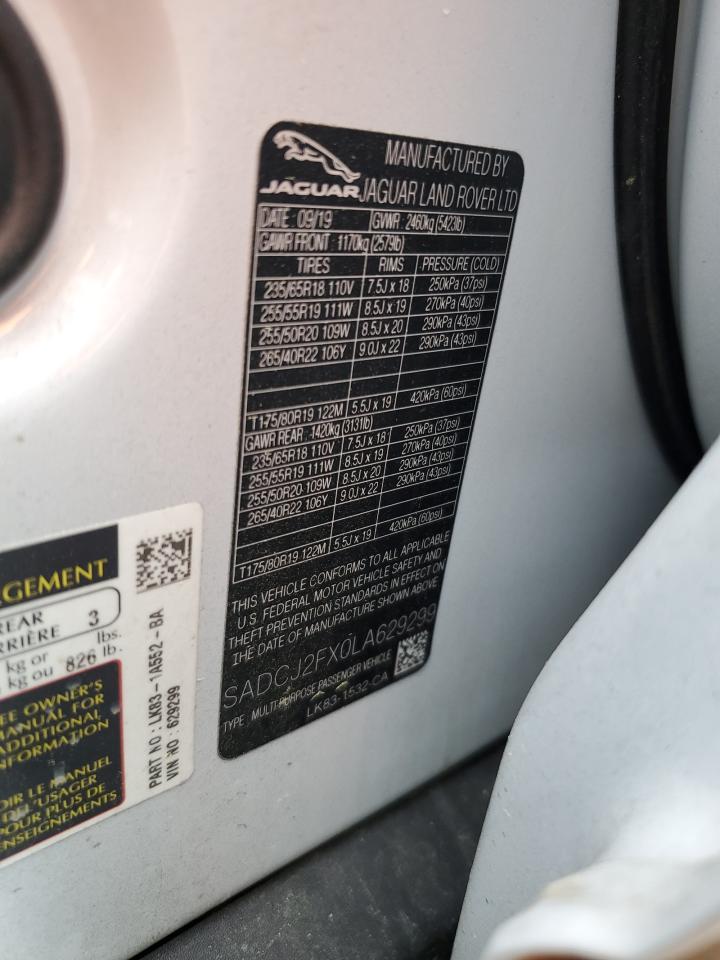 MANUFACTURED BY
JAGUAR JAGUAR LAND ROVER LTD
DATE: 09/19 GVWR: 2460kg (5423lb)
GAWR FRONT: 1170kg (2579lb)
TIRES RIMS PRESSURE (COLD)
235/65R18 110V 7.5J x 18 250kPa (37psi)
255/55R19 111W 8.5J x 19 270kPa (40psi)
255/50R20 109W 8.5J x 20 290kPa (43psi)
265/40R22 106Y 9.0J x 22 290kPa (43psi)
T175/80R19 122M 5.5J x 19 420kPa (60psi)
GAWR REAR: 1420kg (3131lb)
235/65R18 110V 7.5J x 18 250kPa (37psi)
255/55R19 111W 8.5J x 19 270kPa (40psi)
255/50R20 109W 8.5J x 20 290kPa (43psi)
265/40R22 106Y 9.0J x 22 290kPa (43psi)
T175/80R19 122M 5.5J x 19 420kPa (60psi)
THIS VEHICLE CONFORMS TO ALL APPLICABLE
U.S. FEDERAL MOTOR VEHICLE SAFETY AND
THEFT PREVENTION STANDARDS IN EFFECT ON
THE DATE OF MANUFACTURE SHOWN ABOVE
SADCJ2FX0LA629299
TYPE: MULTI-PURPOSE PASSENGER VEHICLE
LK83-1532-CA
GEMENT
REAR 3
RRIÈRE
kg or lbs.
kg ou 826 lb.
EE OWNER'S
MANUAL FOR
ADDITIONAL
INFORMATION
OIR LE MANUEL
DE L'USAGER
POUR PLUS DE
ENSEIGNEMENTS
PART NO: LK83-1A552-BA
VIN NO: 629299